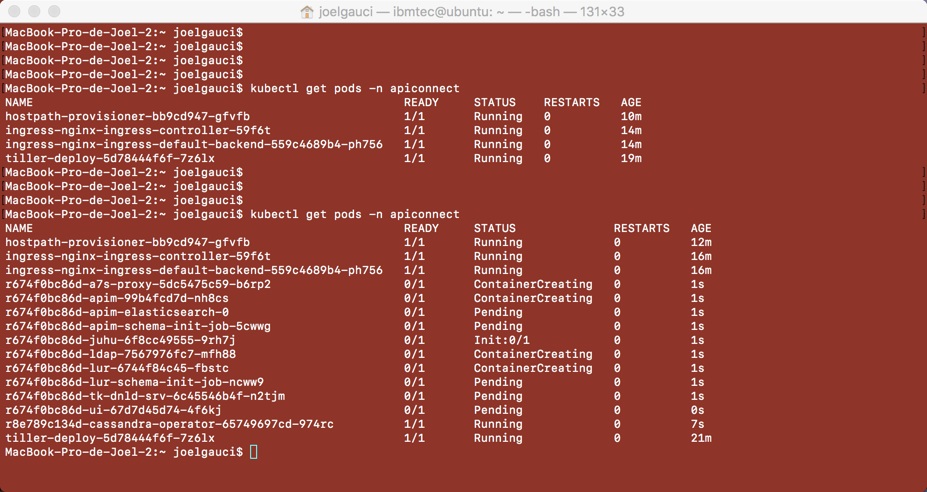 joelgauci — ibmtec@ubuntu: ~ — -bash — 131×33
[MacBook-Pro-de-Joel-2:~ joelgauci$ ]
[MacBook-Pro-de-Joel-2:~ joelgauci$ ]
[MacBook-Pro-de-Joel-2:~ joelgauci$ ]
[MacBook-Pro-de-Joel-2:~ joelgauci$ ]
[MacBook-Pro-de-Joel-2:~ joelgauci$ kubectl get pods -n apiconnect ]
NAME READY STATUS RESTARTS AGE
hostpath-provisioner-bb9cd947-gfvfb 1/1 Running 0 10m
ingress-nginx-ingress-controller-59f6t 1/1 Running 0 14m
ingress-nginx-ingress-default-backend-559c4689b4-ph756 1/1 Running 0 14m
tiller-deploy-5d78444f6f-7z6lx 1/1 Running 0 19m
[MacBook-Pro-de-Joel-2:~ joelgauci$ ]
[MacBook-Pro-de-Joel-2:~ joelgauci$ ]
[MacBook-Pro-de-Joel-2:~ joelgauci$ ]
[MacBook-Pro-de-Joel-2:~ joelgauci$ kubectl get pods -n apiconnect ]
NAME READY STATUS RESTARTS AGE
hostpath-provisioner-bb9cd947-gfvfb 1/1 Running 0 12m
ingress-nginx-ingress-controller-59f6t 1/1 Running 0 16m
ingress-nginx-ingress-default-backend-559c4689b4-ph756 1/1 Running 0 16m
r674f0bc86d-a7s-proxy-5dc5475c59-b6rp2 0/1 ContainerCreating 0 1s
r674f0bc86d-apim-99b4fcd7d-nh8cs 0/1 ContainerCreating 0 1s
r674f0bc86d-apim-elasticsearch-0 0/1 Pending 0 1s
r674f0bc86d-apim-schema-init-job-5cwwg 0/1 Pending 0 1s
r674f0bc86d-juhu-6f8cc49555-9rh7j 0/1 Init:0/1 0 1s
r674f0bc86d-ldap-7567976fc7-mfh88 0/1 ContainerCreating 0 1s
r674f0bc86d-lur-6744f84c45-fbstc 0/1 ContainerCreating 0 1s
r674f0bc86d-lur-schema-init-job-ncww9 0/1 Pending 0 1s
r674f0bc86d-tk-dnld-srv-6c45546b4f-n2tjm 0/1 Pending 0 1s
r674f0bc86d-ui-67d7d45d74-4f6kj 0/1 Pending 0 0s
r8e789c134d-cassandra-operator-65749697cd-974rc 1/1 Running 0 7s
tiller-deploy-5d78444f6f-7z6lx 1/1 Running 0 21m
MacBook-Pro-de-Joel-2:~ joelgauci$